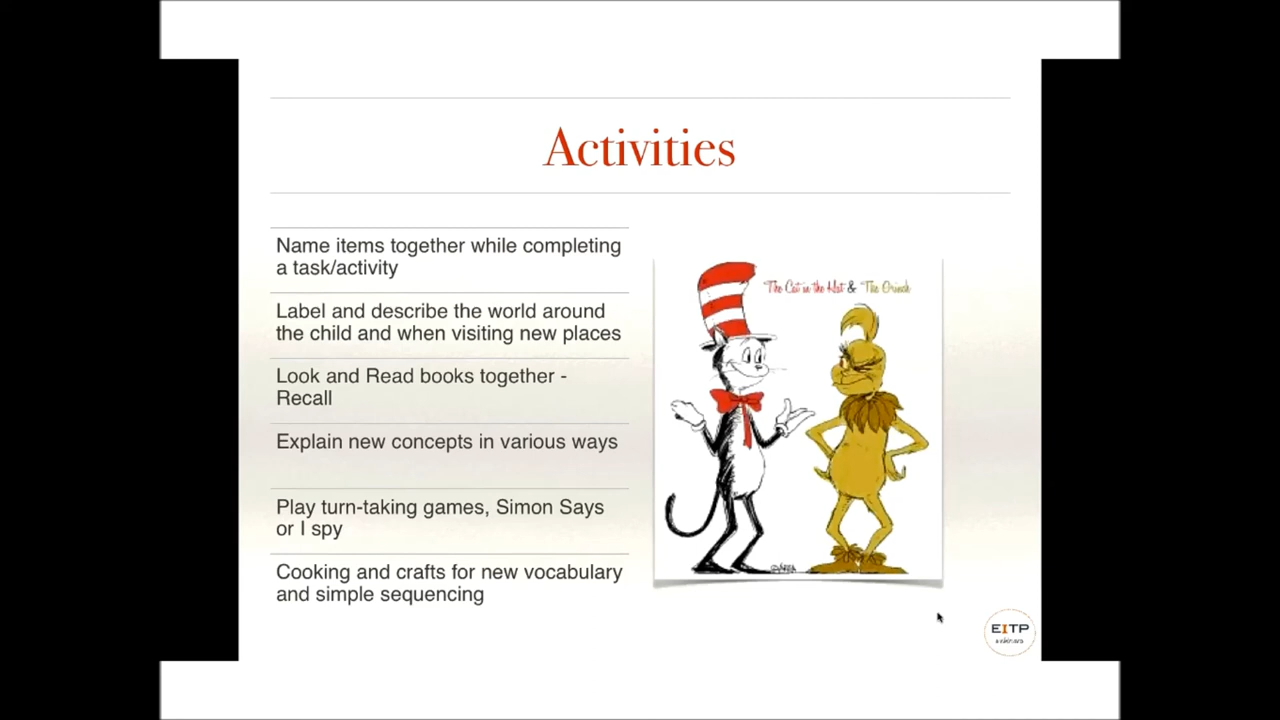 Activities
Name items together while completing
a task/activity
Label and describe the world around
the child and when visiting new places
Look and Read books together -
Recall
Explain new concepts in various ways
Play turn-taking games, Simon Says
or I spy
Cooking and crafts for new vocabulary
and simple sequencing
The Cat in the Hat & The Grinch
EITP